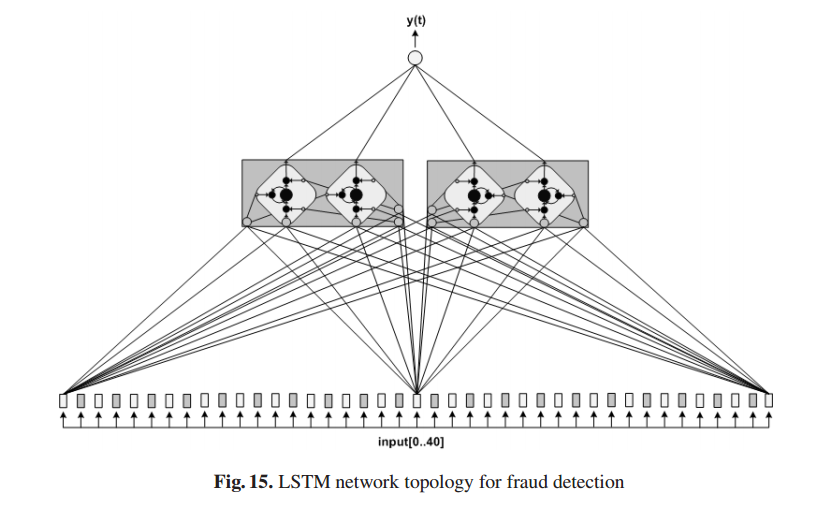 y(t)
input[0..40]
Fig. 15. LSTM network topology for fraud detection